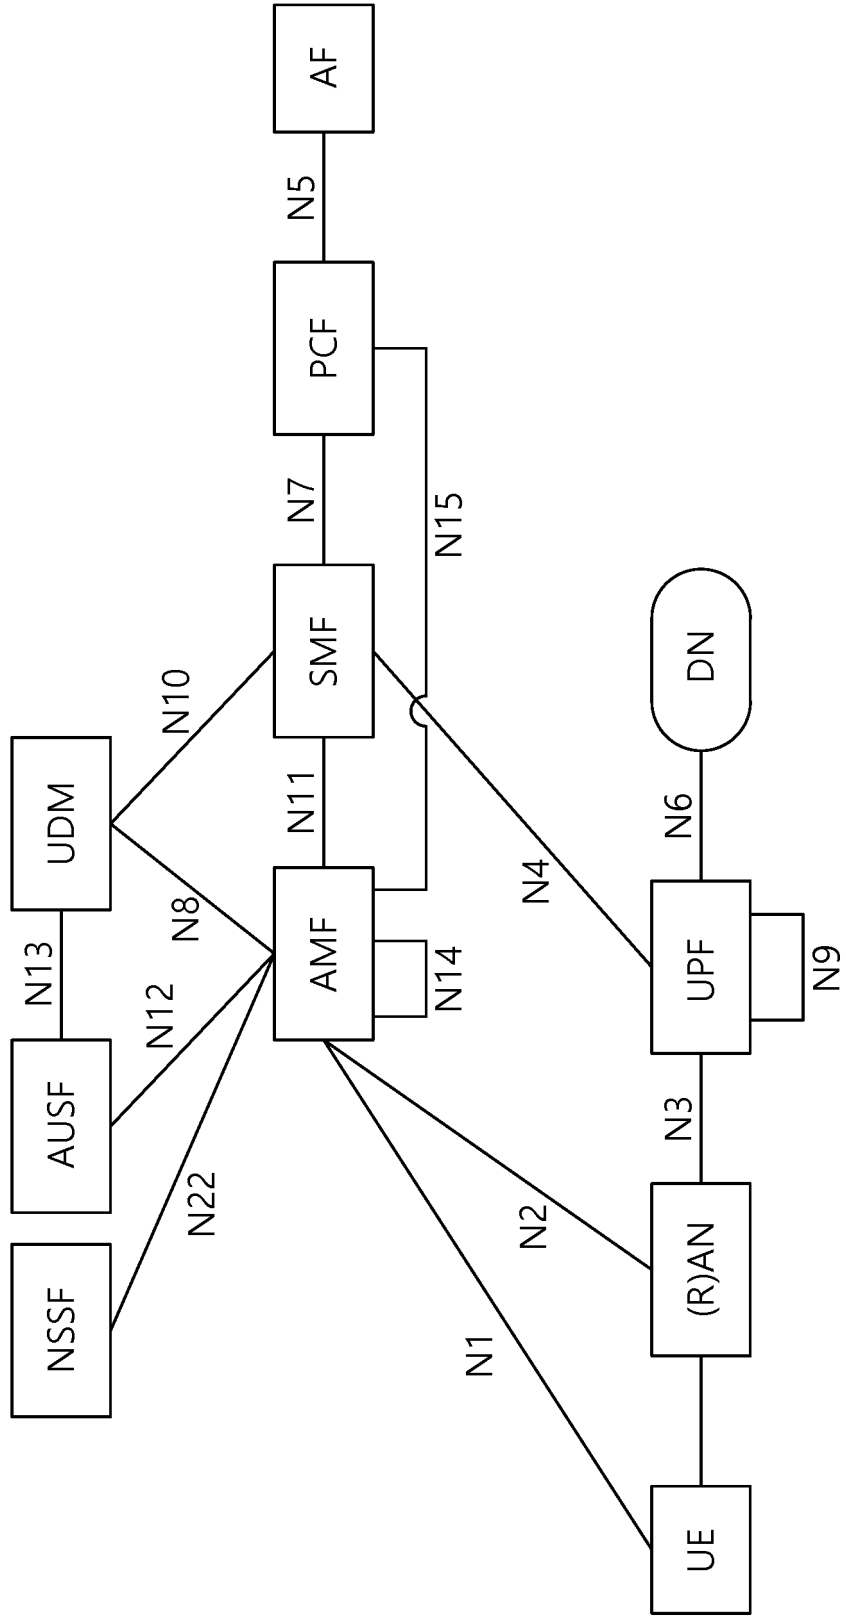 NSSF
AUSF
N13
UDM
N22
N12
N8
N10
AMF
N11
SMF
N7
PCF
N5
AF
N14
N15
N1
N2
N4
UE
(R)AN
N3
UPF
N6
DN
N9